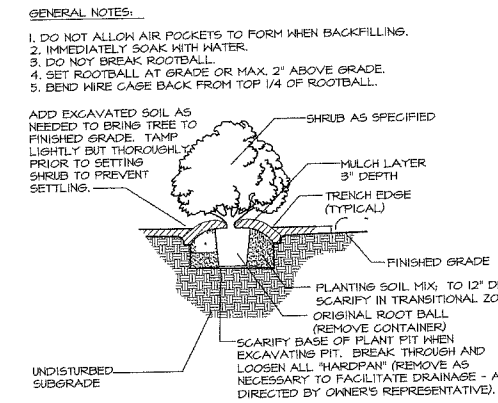 GENERAL NOTES:
1. DO NOT ALLOW AIR POCKETS TO FORM WHEN BACKFILLING.
2. IMMEDIATELY SOAK WITH WATER.
3. DO NOY BREAK ROOTBALL.
4. SET ROOTBALL AT GRADE OR MAX. 2" ABOVE GRADE.
5. BEND WIRE CAGE BACK FROM TOP 1/4 OF ROOTBALL.
ADD EXCAVATED SOIL AS
NEEDED TO BRING TREE TO
FINISHED GRADE. TAMP
LIGHTLY BUT THOROUGHLY
PRIOR TO SETTING
SHRUB TO PREVENT
SETTLING.
SHRUB AS SPECIFIED
MULCH LAYER
3" DEPTH
TRENCH EDGE
(TYPICAL)
FINISHED GRADE
PLANTING SOIL MIX; TO 12" D
SCARIFY IN TRANSITIONAL ZO
ORIGINAL ROOT BALL
(REMOVE CONTAINER)
SCARIFY BASE OF PLANT PIT WHEN
EXCAVATING PIT. BREAK THROUGH AND
LOOSEN ALL "HARDPAN" (REMOVE AS
NECESSARY TO FACILITATE DRAINAGE - A
DIRECTED BY OWNER'S REPRESENTATIVE).
UNDISTURBED
SUBGRADE